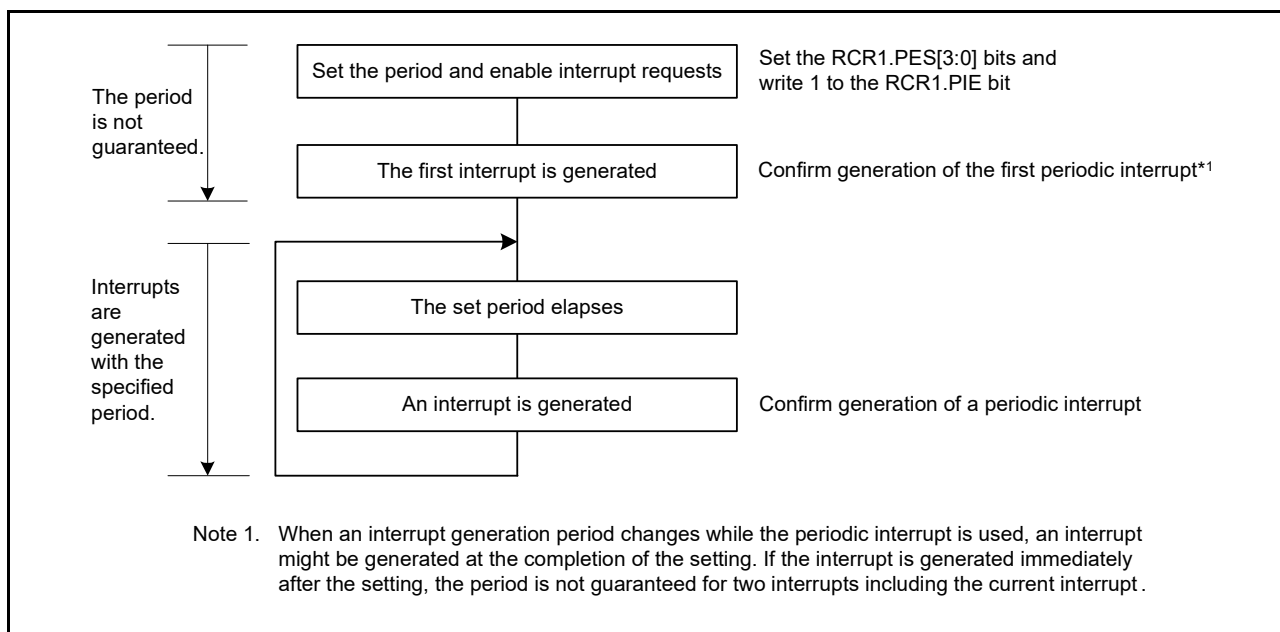 Set the period and enable interrupt requests
Set the RCR1.PES[3:0] bits and
write 1 to the RCR1.PIE bit
The period
is not
guaranteed.
The first interrupt is generated
Confirm generation of the first periodic interrupt*1
Interrupts
are
generated
with the
specified
period.
The set period elapses
An interrupt is generated
Confirm generation of a periodic interrupt
Note 1. When an interrupt generation period changes while the periodic interrupt is used, an interrupt
might be generated at the completion of the setting. If the interrupt is generated immediately
after the setting, the period is not guaranteed for two interrupts including the current interrupt.